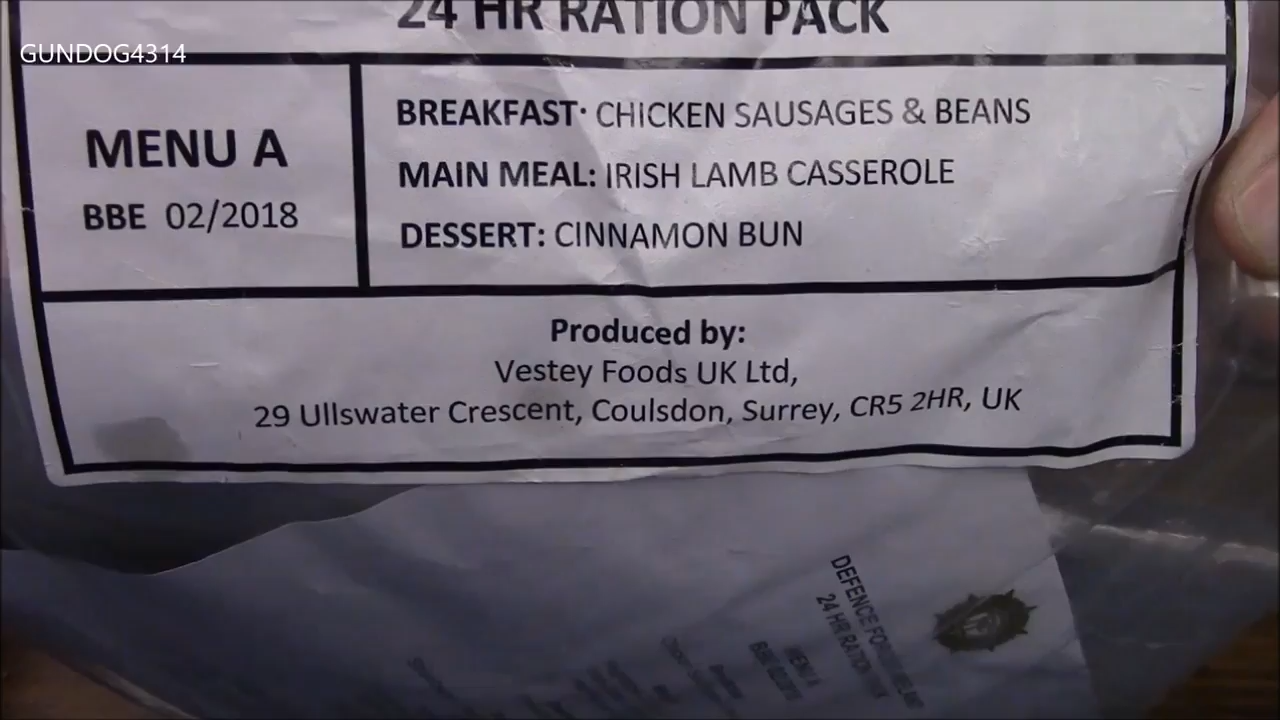 24 HR RATION PACK
GUNDOG4314
MENU A
BBE 02/2018
BREAKFAST· CHICKEN SAUSAGES & BEANS
MAIN MEAL: IRISH LAMB CASSEROLE
DESSERT: CINNAMON BUN
Produced by:
Vestey Foods UK Ltd,
29 Ullswater Crescent, Coulsdon, Surrey, CR5 2HR, UK
DEFENCE
24 HR RATION
MENU A